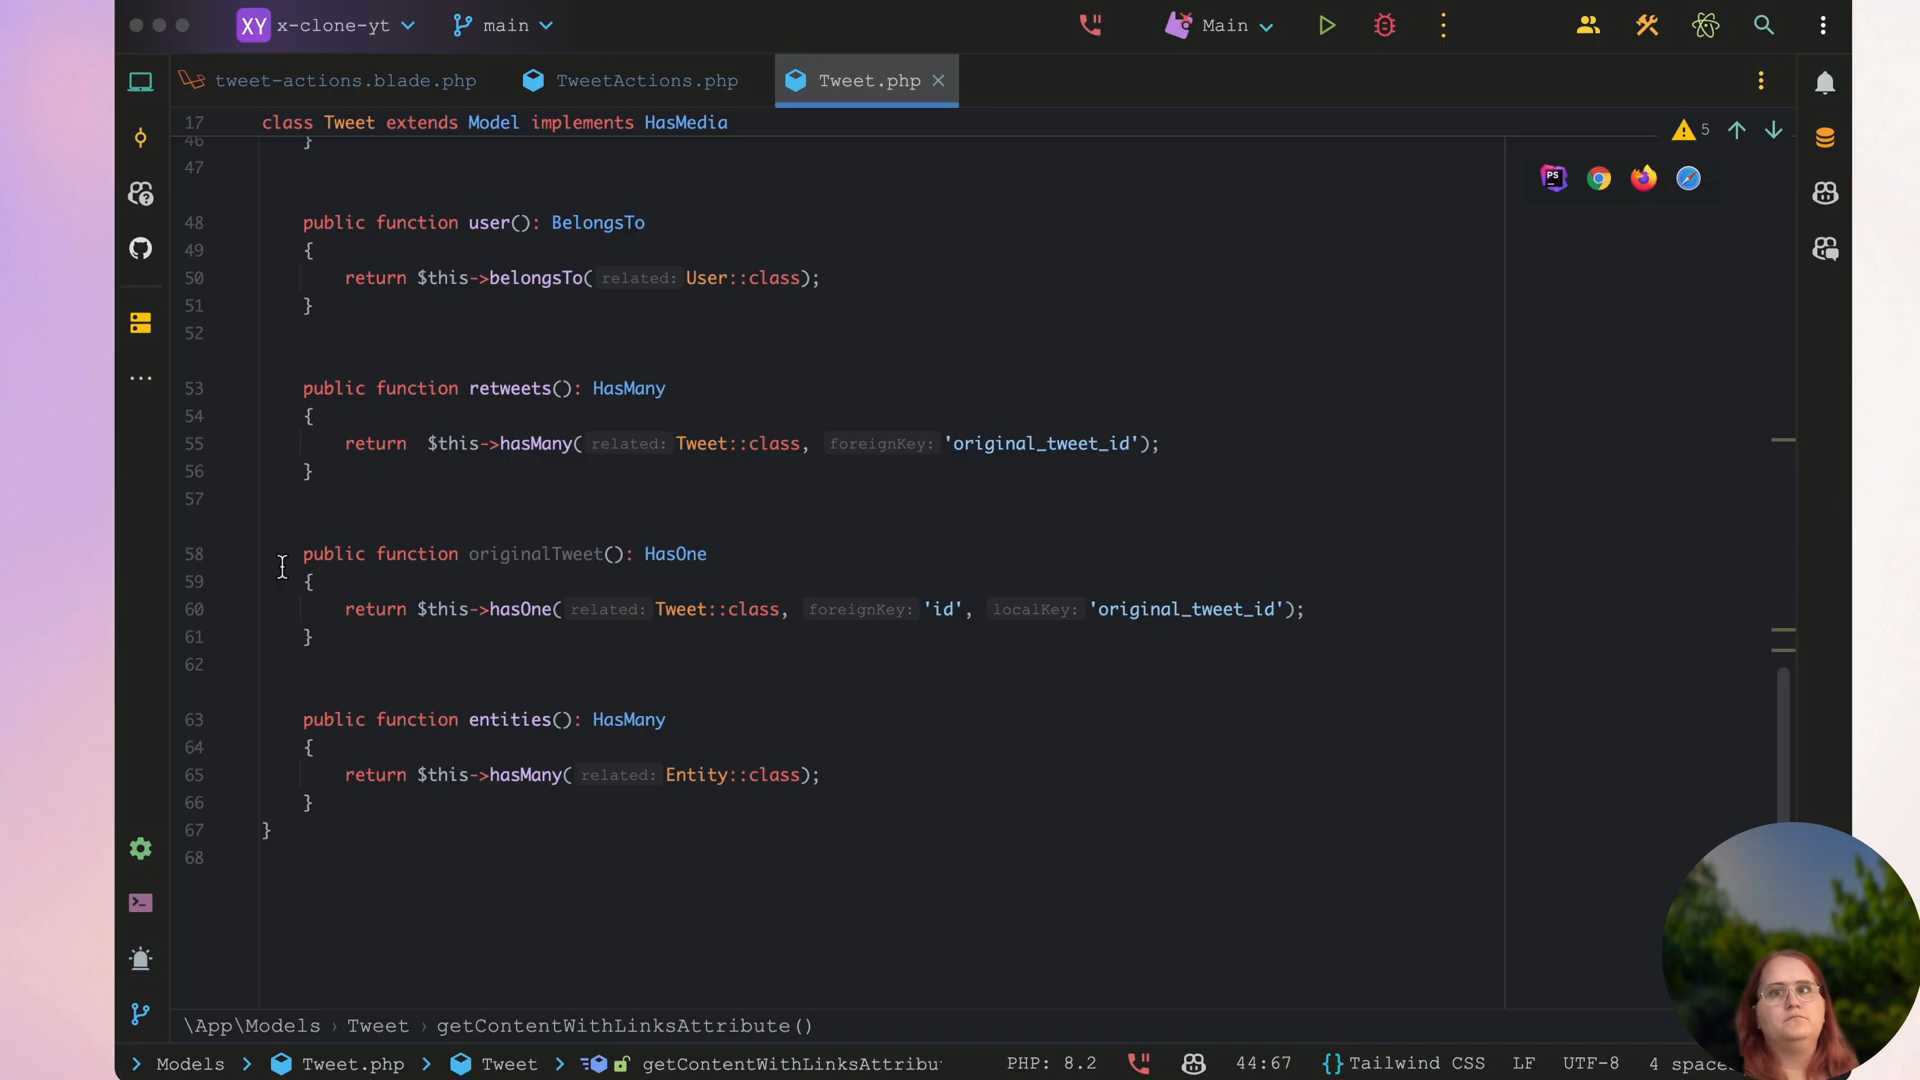 XY x-clone-yt main Main
tweet-actions.blade.php TweetActions.php Tweet.php
17 class Tweet extends Model implements HasMedia
5
46 }
47
PS
48 public function user(): BelongsTo
49 {
50 return $this->belongsTo( related: User::class);
51 }
52
53 public function retweets(): HasMany
54 {
55 return  $this->hasMany( related: Tweet::class, foreignKey: 'original_tweet_id');
56 }
57
58 public function originalTweet(): HasOne
59 {
60 return $this->hasOne( related: Tweet::class, foreignKey: 'id', localKey: 'original_tweet_id');
61 }
62
63 public function entities(): HasMany
64 {
65 return $this->hasMany( related: Entity::class);
66 }
67 }
68
\App\Models › Tweet › getContentWithLinksAttribute()
Models Tweet.php Tweet getContentWithLinksAttribu PHP: 8.2 44:67 {} Tailwind CSS LF UTF-8 4 space